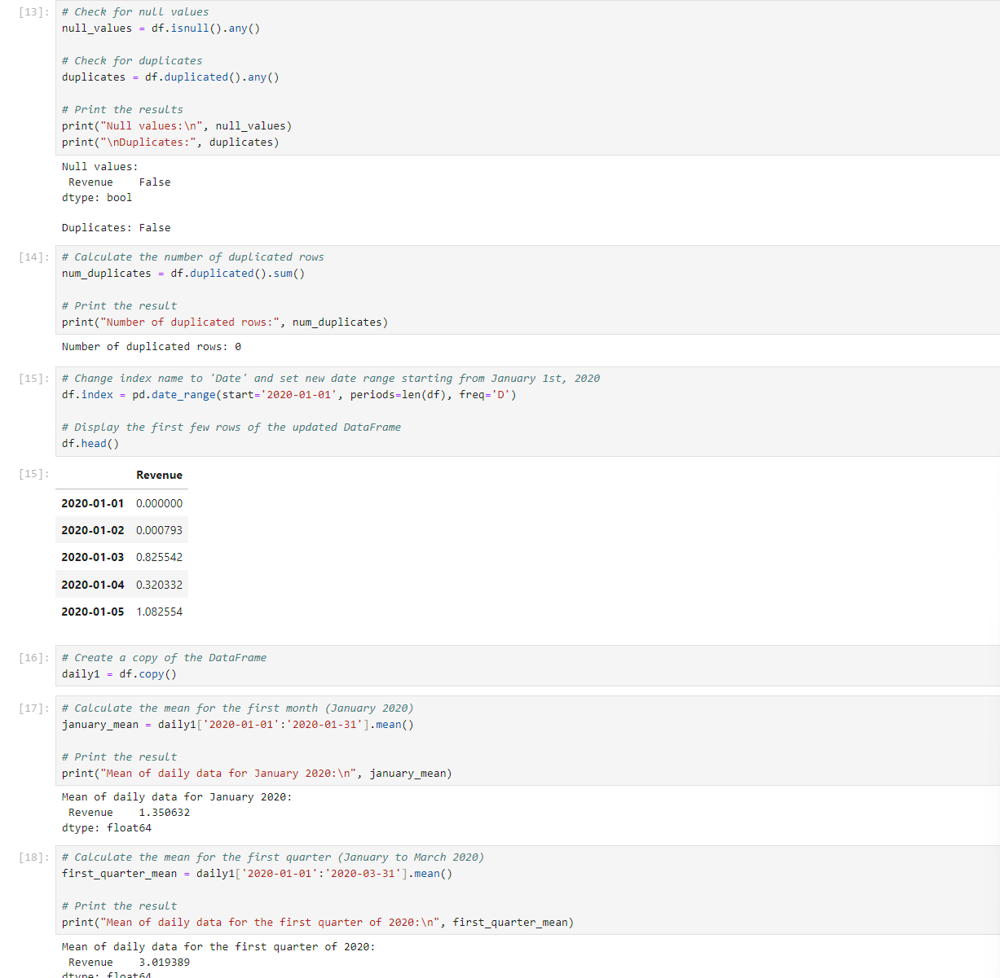 [13]: # Check for null values
null_values = df.isnull().any()
# Check for duplicates
duplicates = df.duplicated().any()
# Print the results
print("Null values:\n", null_values)
print("\nDuplicates:", duplicates)
Null values:
Revenue False
dtype: bool
Duplicates: False
[14]: # Calculate the number of duplicated rows
num_duplicates = df.duplicated().sum()
# Print the result
print("Number of duplicated rows:", num_duplicates)
Number of duplicated rows: 0
[15]: # Change index name to 'Date' and set new date range starting from January 1st, 2020
df.index = pd.date_range(start='2020-01-01', periods=len(df), freq='D')
# Display the first few rows of the updated DataFrame
df.head()
[15]: Revenue
2020-01-01 0.000000
2020-01-02 0.000793
2020-01-03 0.825542
2020-01-04 0.320332
2020-01-05 1.082554
[16]: # Create a copy of the DataFrame
daily1 = df.copy()
[17]: # Calculate the mean for the first month (January 2020)
january_mean = daily1['2020-01-01':'2020-01-31'].mean()
# Print the result
print("Mean of daily data for January 2020:\n", january_mean)
Mean of daily data for January 2020:
Revenue 1.350632
dtype: float64
[18]: # Calculate the mean for the first quarter (January to March 2020)
first_quarter_mean = daily1['2020-01-01':'2020-03-31'].mean()
# Print the result
print("Mean of daily data for the first quarter of 2020:\n", first_quarter_mean)
Mean of daily data for the first quarter of 2020:
Revenue 3.019389
dtype: float64